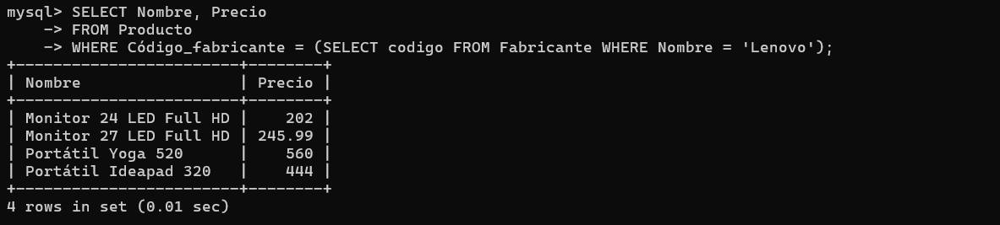 mysql> SELECT Nombre, Precio
    -> FROM Producto
    -> WHERE Código_fabricante = (SELECT codigo FROM Fabricante WHERE Nombre = 'Lenovo');
+------------------------+--------+
| Nombre                 | Precio |
+------------------------+--------+
| Monitor 24 LED Full HD |    202 |
| Monitor 27 LED Full HD | 245.99 |
| Portátil Yoga 520      |    560 |
| Portátil Ideapad 320   |    444 |
+------------------------+--------+
4 rows in set (0.01 sec)